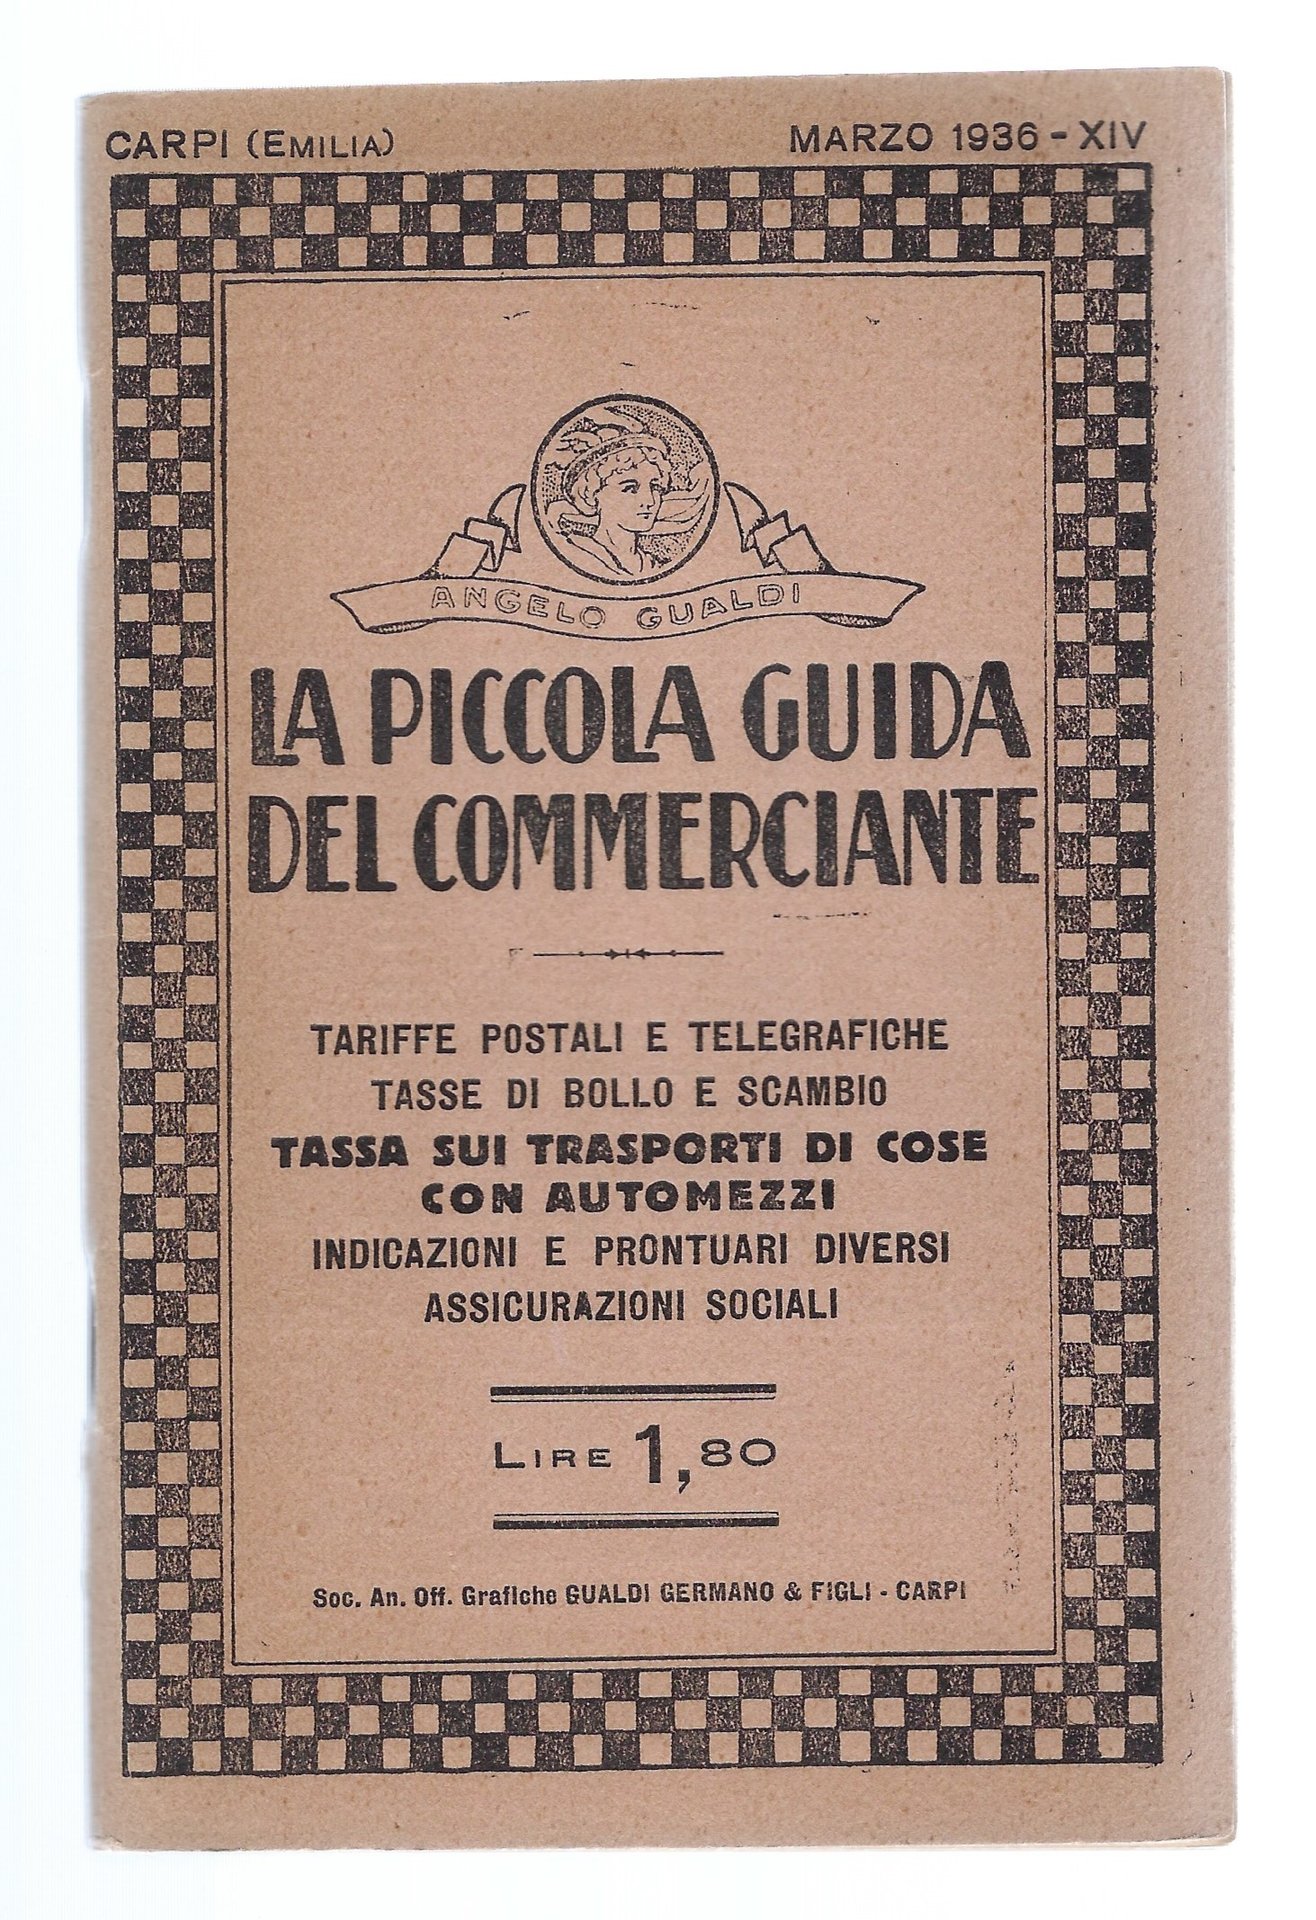 CARPI (EMILIA)
MARZO 1936 - XIV
ANGELO GUALDI
LA PICCOLA GUIDA
DEL COMMERCIANTE
TARIFFE POSTALI E TELEGRAFICHE
TASSE DI BOLLO E SCAMBIO
TASSA SUI TRASPORTI DI COSE
CON AUTOMEZZI
INDICAZIONI E PRONTUARI DIVERSI
ASSICURAZIONI SOCIALI
LIRE 1,80
Soc. An. Off. Grafiche GUALDI GERMANO & FIGLI - CARPI